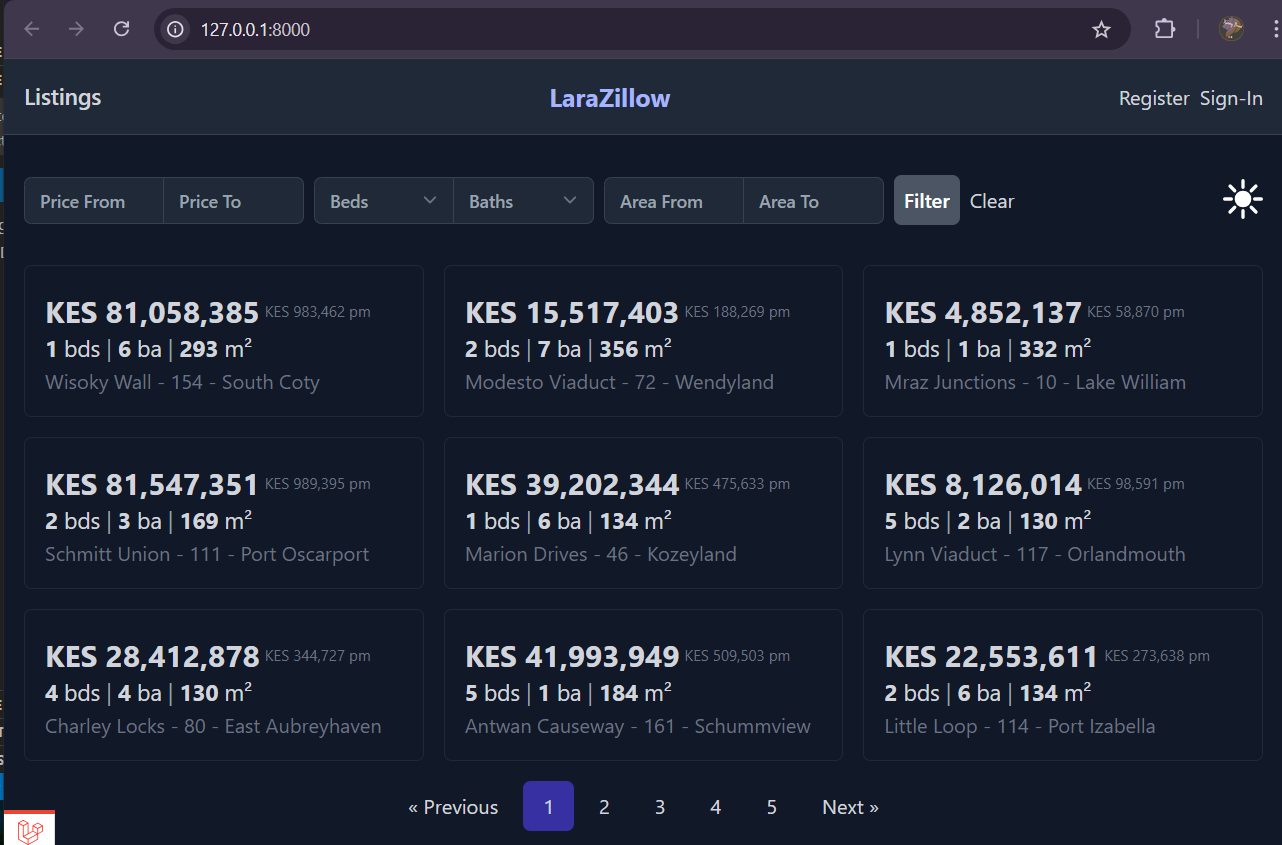 127.0.0.1:8000
Listings LaraZillow Register Sign-In
Price From Price To Beds Baths Area From Area To Filter Clear
KES 81,058,385 KES 983,462 pm
1 bds | 6 ba | 293 m²
Wisoky Wall - 154 - South Coty
KES 15,517,403 KES 188,269 pm
2 bds | 7 ba | 356 m²
Modesto Viaduct - 72 - Wendyland
KES 4,852,137 KES 58,870 pm
1 bds | 1 ba | 332 m²
Mraz Junctions - 10 - Lake William
KES 81,547,351 KES 989,395 pm
2 bds | 3 ba | 169 m²
Schmitt Union - 111 - Port Oscarport
KES 39,202,344 KES 475,633 pm
1 bds | 6 ba | 134 m²
Marion Drives - 46 - Kozeyland
KES 8,126,014 KES 98,591 pm
5 bds | 2 ba | 130 m²
Lynn Viaduct - 117 - Orlandmouth
KES 28,412,878 KES 344,727 pm
4 bds | 4 ba | 130 m²
Charley Locks - 80 - East Aubreyhaven
KES 41,993,949 KES 509,503 pm
5 bds | 1 ba | 184 m²
Antwan Causeway - 161 - Schummview
KES 22,553,611 KES 273,638 pm
2 bds | 6 ba | 134 m²
Little Loop - 114 - Port Izabella
« Previous 1 2 3 4 5 Next »